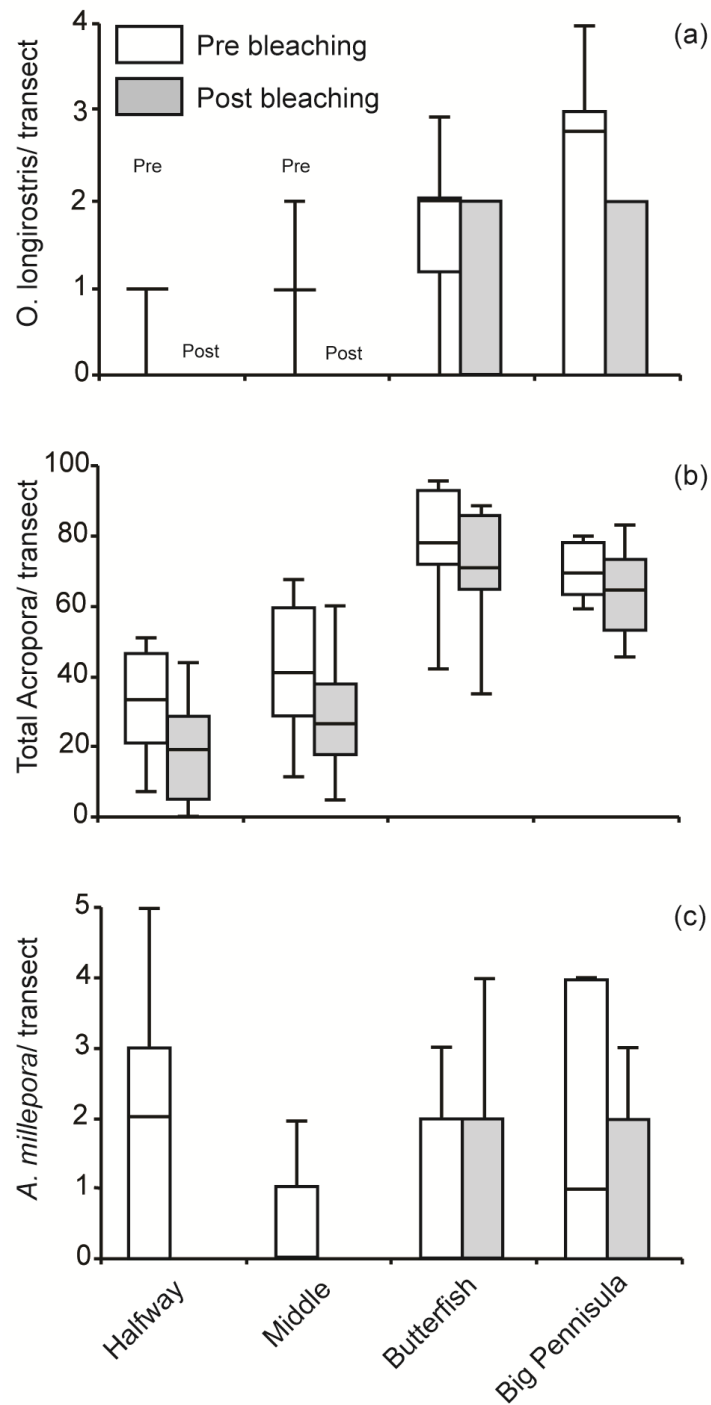 (a)
Pre bleaching
Post bleaching
O. longirostris/ transect
4
3
2
1
0
Pre
Post
Pre
Post
(b)
Total Acropora/ transect
100
80
60
40
20
0
(c)
A. millepora/ transect
5
4
3
2
1
0
Halfway
Middle
Butterfish
Big Pennisula